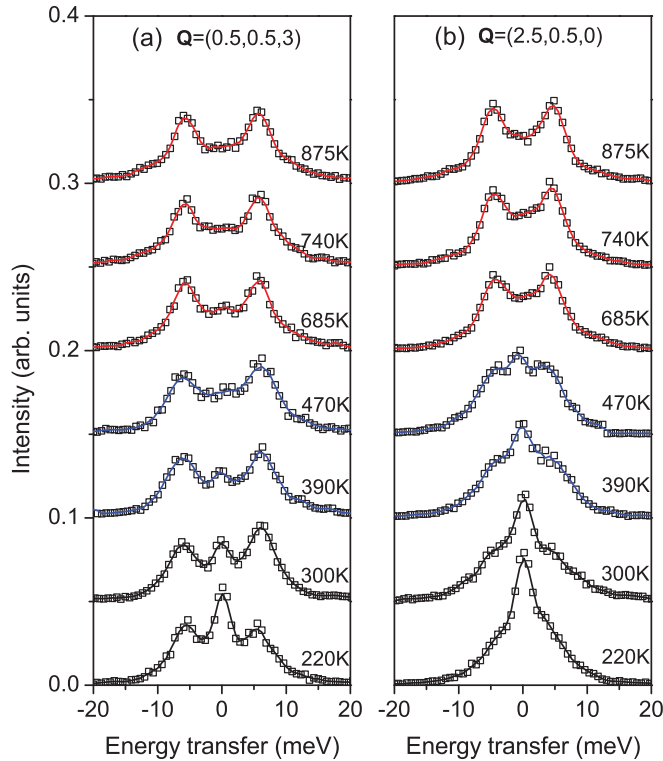 0.4
0.3
0.2
0.1
0.0
Intensity (arb. units)
(a) Q=(0.5,0.5,3)
875K
740K
685K
470K
390K
300K
220K
-20 -10 0 10 20
Energy transfer (meV)
(b) Q=(2.5,0.5,0)
875K
740K
685K
470K
390K
300K
220K
-20 -10 0 10 20
Energy transfer (meV)